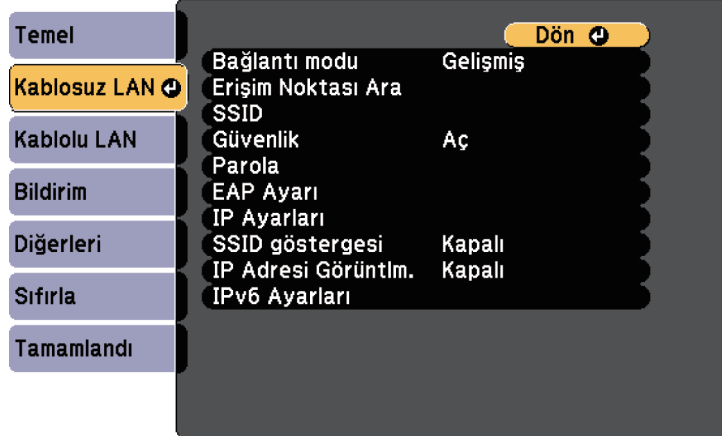 Temel
Kablosuz LAN
Kablolu LAN
Bildirim
Diğerleri
Sıfırla
Tamamlandı
Dön
Bağlantı modu Gelişmiş
Erişim Noktası Ara
SSID
Güvenlik Aç
Parola
EAP Ayarı
IP Ayarları
SSID göstergesi Kapalı
IP Adresi Görüntlm. Kapalı
IPv6 Ayarları